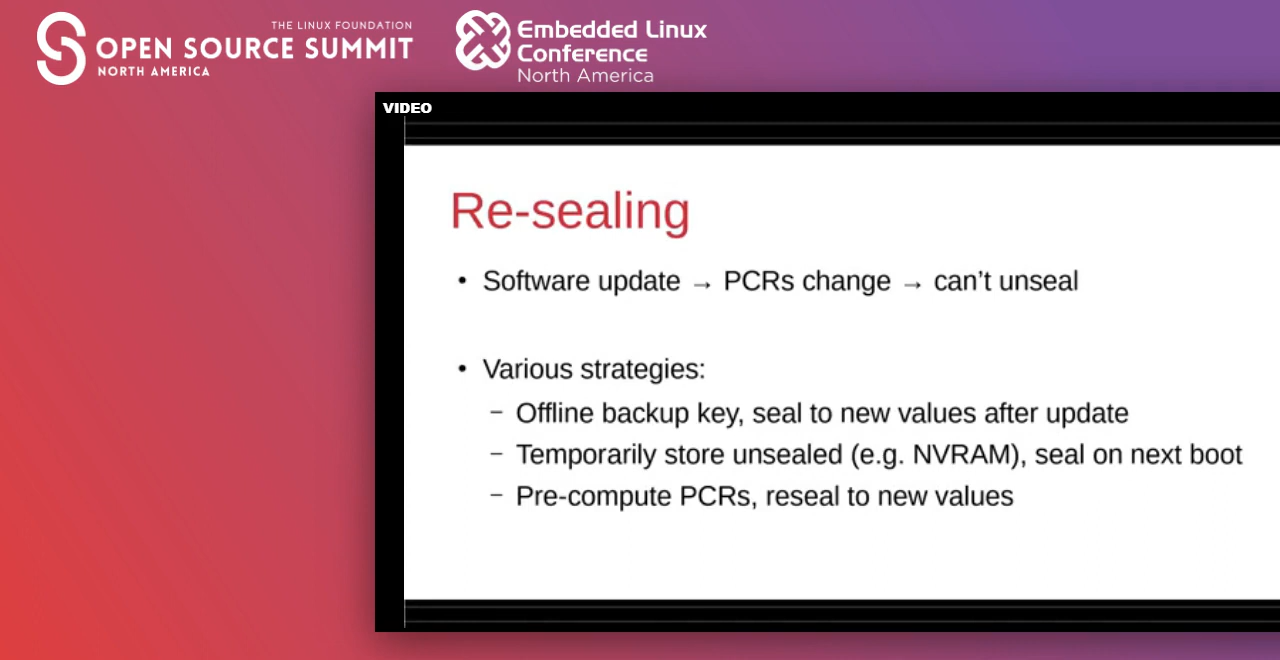 THE LINUX FOUNDATION
OPEN SOURCE SUMMIT
NORTH AMERICA
Embedded Linux
Conference
North America
VIDEO
Re-sealing
• Software update → PCRs change → can’t unseal
• Various strategies:
– Offline backup key, seal to new values after update
– Temporarily store unsealed (e.g. NVRAM), seal on next boot
– Pre-compute PCRs, reseal to new values